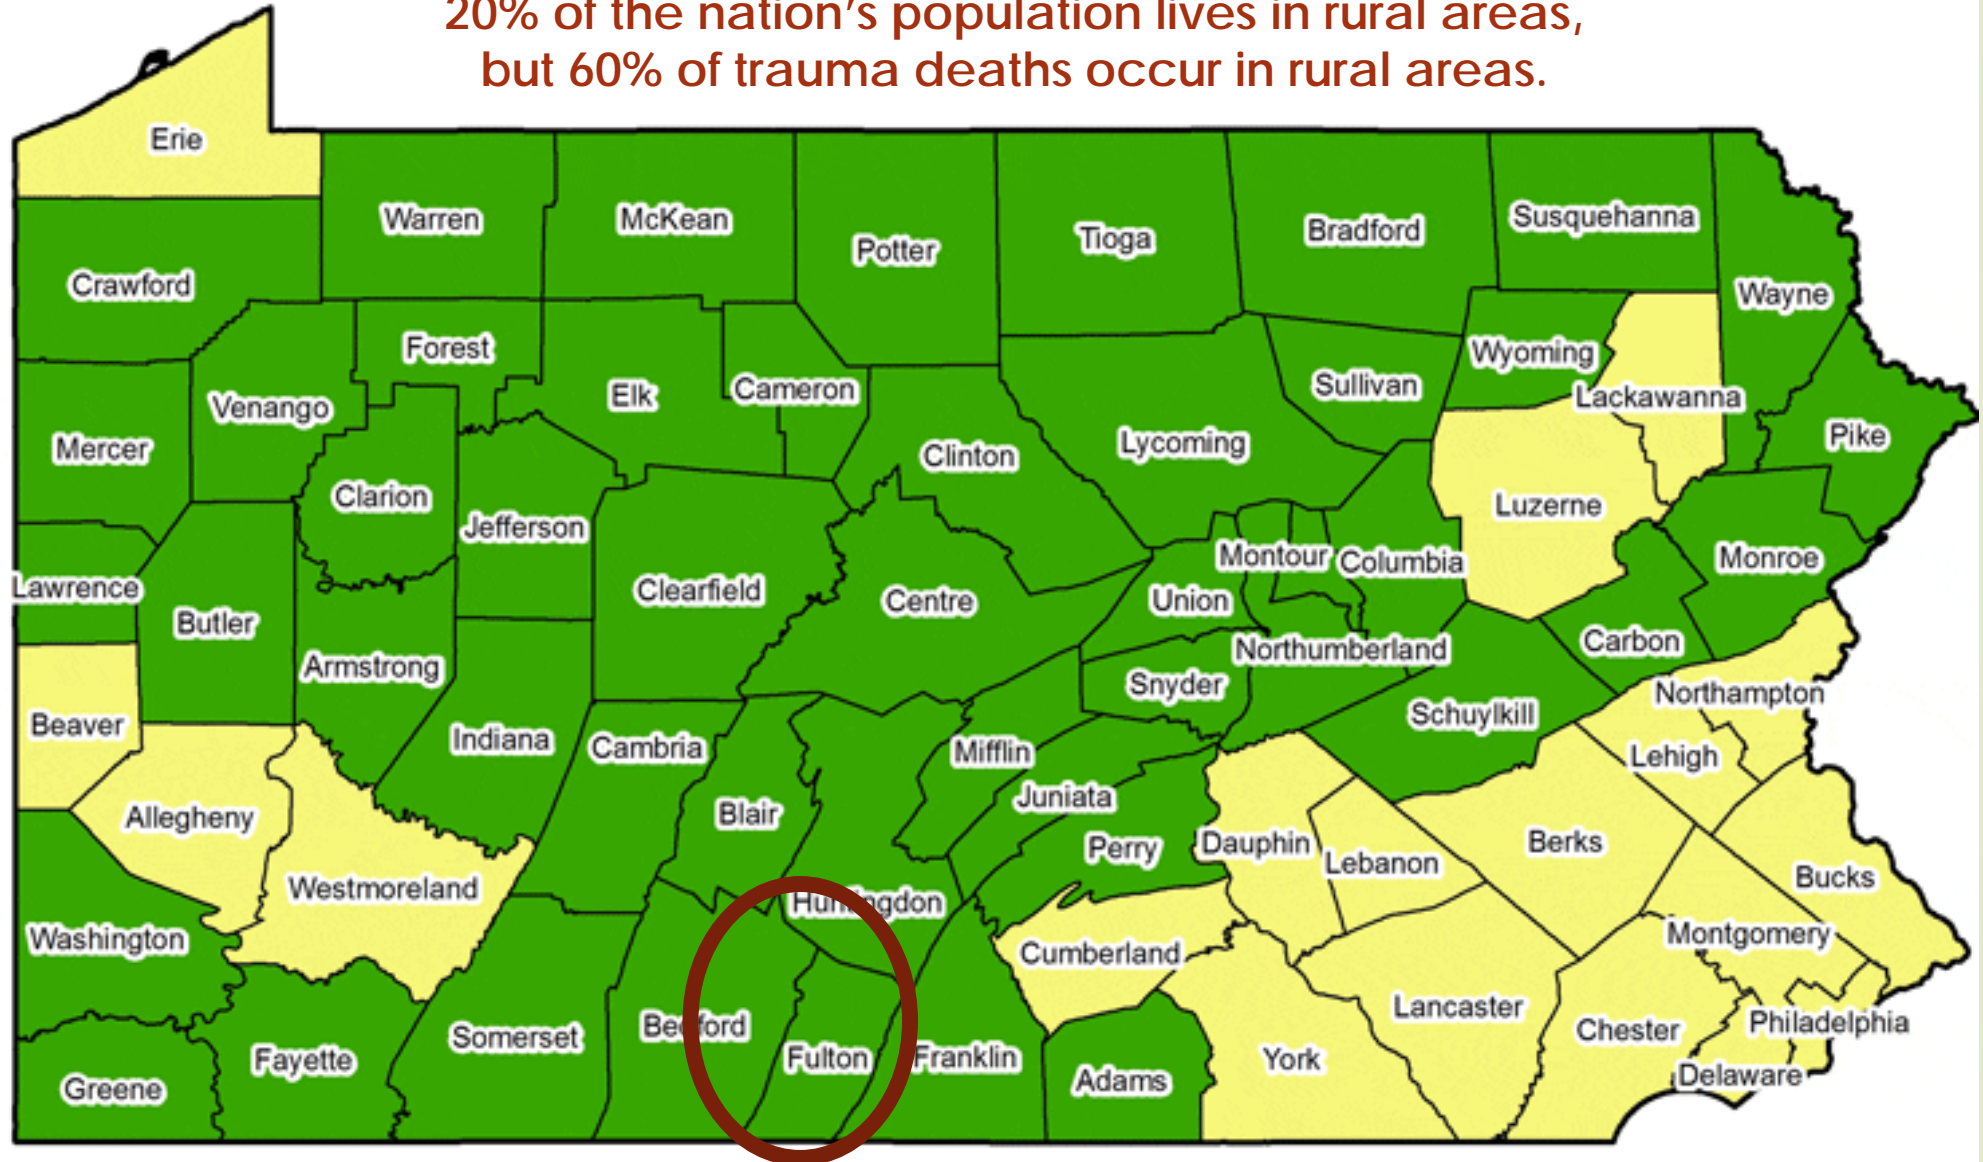 20% of the nation's population lives in rural areas,
but 60% of trauma deaths occur in rural areas.
Erie
Warren
McKean
Potter
Tioga
Bradford
Susquehanna
Crawford
Wayne
Forest
Wyoming
Venango
Elk
Cameron
Sullivan
Lackawanna
Mercer
Clinton
Lycoming
Pike
Clarion
Jefferson
Luzerne
Lawrence
Butler
Clearfield
Centre
Union
Montour
Columbia
Monroe
Armstrong
Northumberland
Carbon
Snyder
Northampton
Beaver
Indiana
Cambria
Mifflin
Schuylkill
Lehigh
Allegheny
Blair
Juniata
Perry
Dauphin
Lebanon
Berks
Bucks
Westmoreland
Huntingdon
Washington
Cumberland
Montgomery
Lancaster
Chester
Philadelphia
Somerset
Bedford
Fulton
Franklin
Adams
York
Delaware
Greene
Fayette